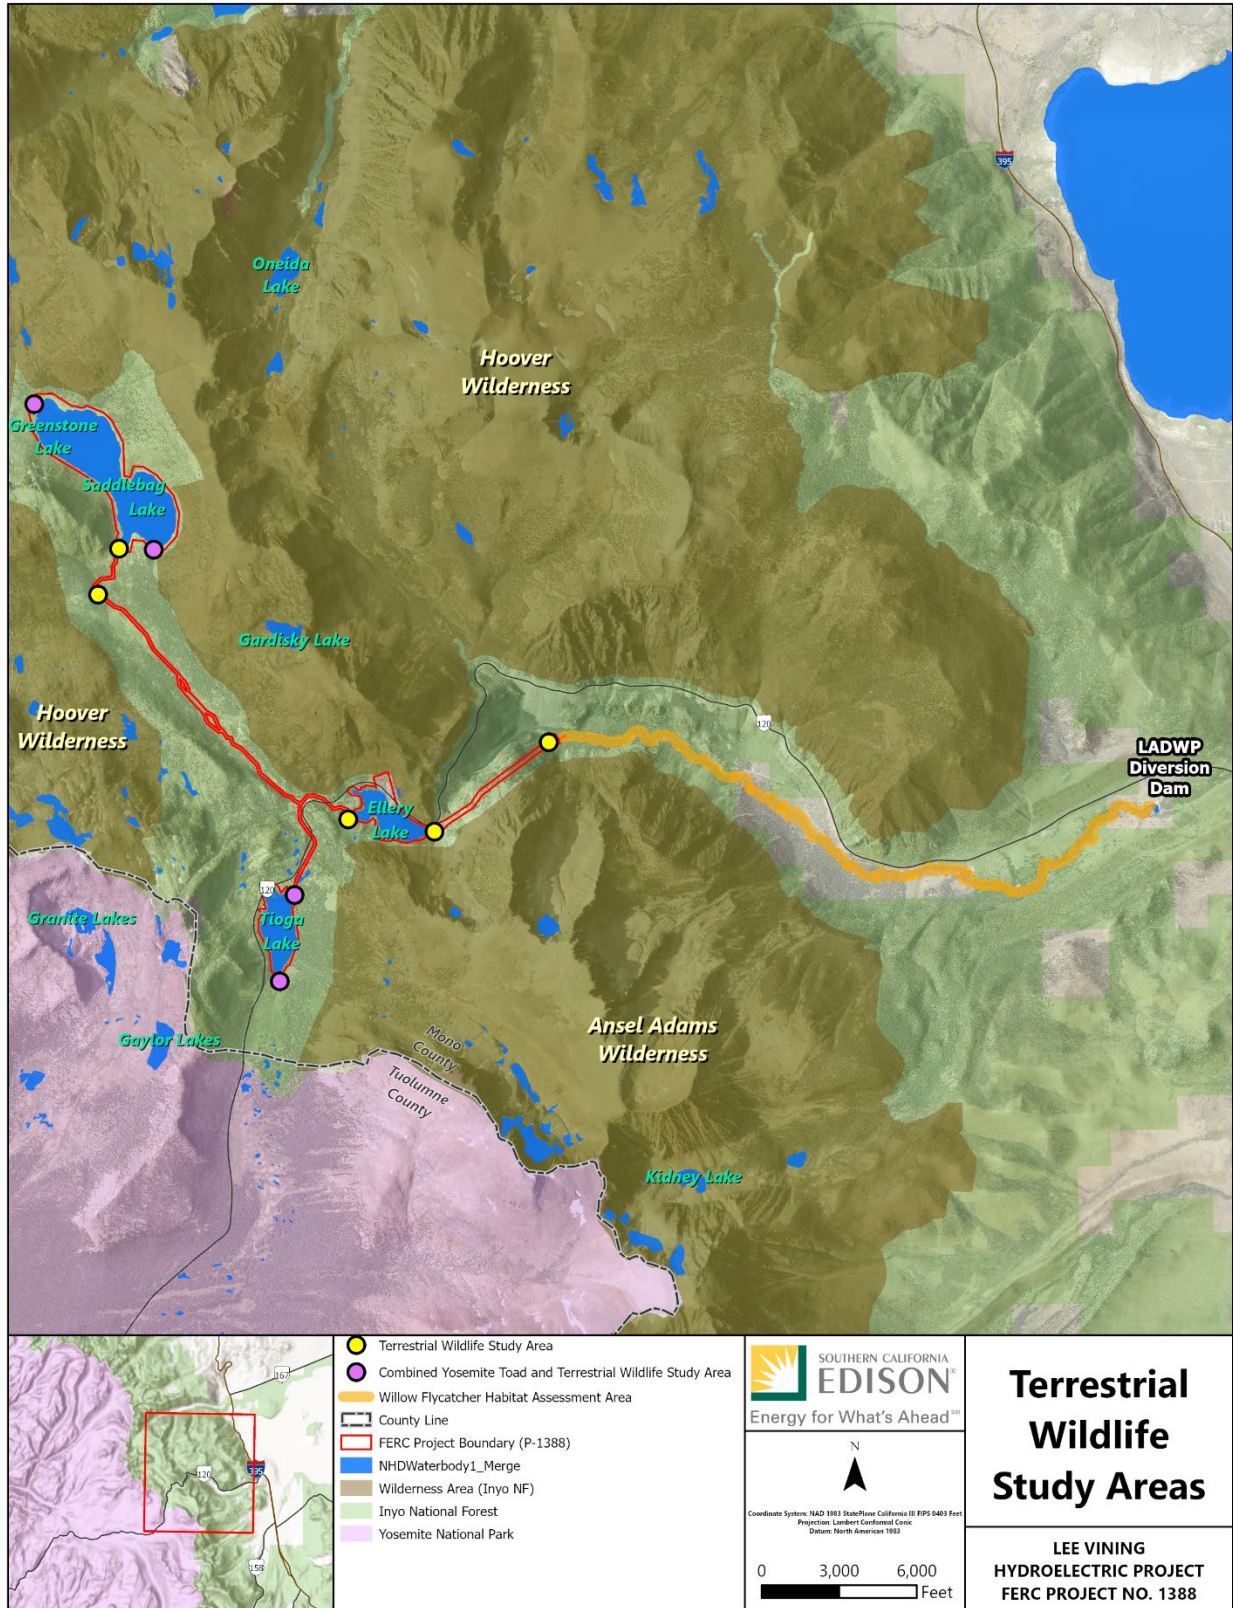 395
Oneida
Lake
Hoover
Wilderness
Greenstone
Lake
Saddlebag
Lake
Gardisky Lake
Hoover
Wilderness
120
LADWP
Diversion
Dam
Ellery
Lake
120
Granite Lakes
Tioga
Lake
Gaylor Lakes
Ansel Adams
Wilderness
Mono
County
Tuolumne
County
Kidney Lake
167
120
395
158
Terrestrial Wildlife Study Area
Combined Yosemite Toad and Terrestrial Wildlife Study Area
Willow Flycatcher Habitat Assessment Area
County Line
FERC Project Boundary (P-1388)
NHDWaterbody1_Merge
Wilderness Area (Inyo NF)
Inyo National Forest
Yosemite National Park
SOUTHERN CALIFORNIA
EDISON®
Energy for What's Ahead℠
N
Coordinate System: NAD 1983 StatePlane California III FIPS 0403 Feet
Projection: Lambert Conformal Conic
Datum: North American 1983
0 3,000 6,000
Feet
Terrestrial
Wildlife
Study Areas
LEE VINING
HYDROELECTRIC PROJECT
FERC PROJECT NO. 1388